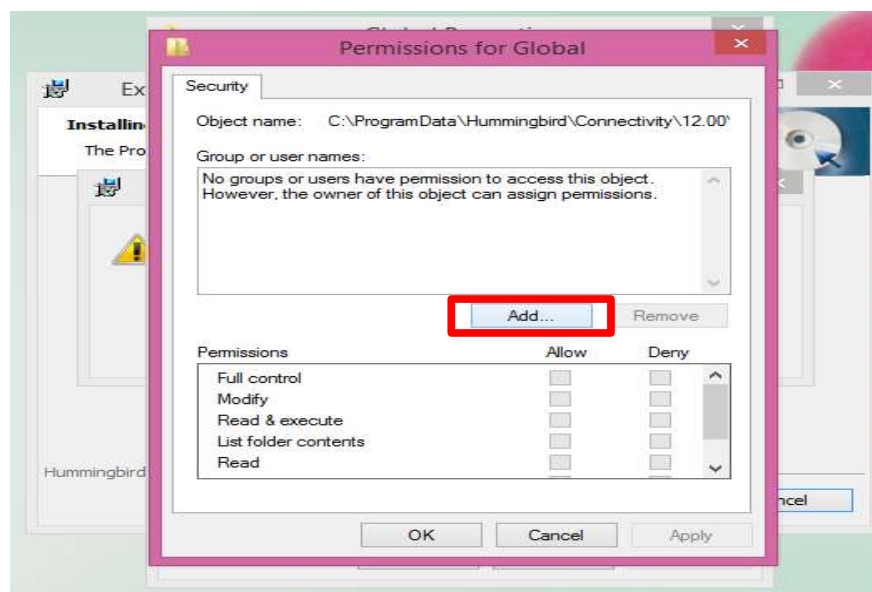 Permissions for Global
Ex
Security
Installin
Object name: C:\ProgramData\Hummingbird\Connectivity\12.00\
The Pro
Group or user names:
No groups or users have permission to access this object.
However, the owner of this object can assign permissions.
Add...
Remove
Permissions
Allow
Deny
Full control
Modify
Read & execute
List folder contents
Read
Hummingbird
ncel
OK
Cancel
Apply